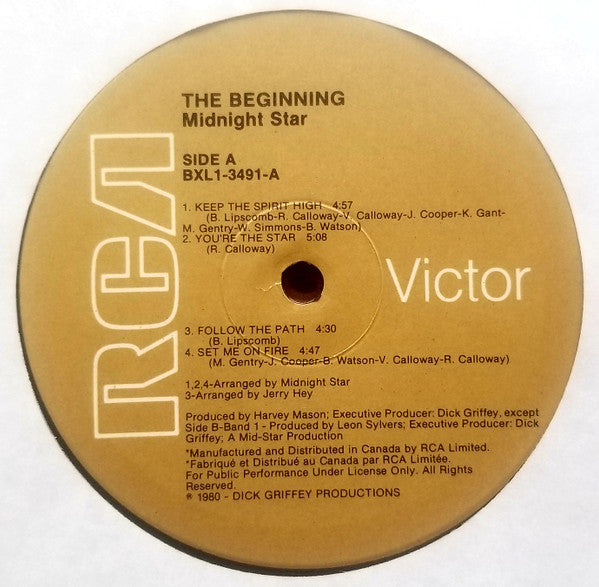 THE BEGINNING
Midnight Star
SIDE A
BXL1-3491-A
1. KEEP THE SPIRIT HIGH 4:57
(B. Lipscomb-R. Calloway-V. Calloway-J. Cooper-K. Gant-
M. Gentry-W. Simmons-B. Watson)
2. YOU'RE THE STAR 5:08
(R. Calloway)
RCA
Victor
3. FOLLOW THE PATH 4:30
(B. Lipscomb)
4. SET ME ON FIRE 4:47
(M. Gentry-J. Cooper-B. Watson-V. Calloway-R. Calloway)
1,2,4-Arranged by Midnight Star
3-Arranged by Jerry Hey
Produced by Harvey Mason; Executive Producer: Dick Griffey, except
Side B-Band 1 - Produced by Leon Sylvers; Executive Producer: Dick
Griffey; A Mid-Star Production
*Manufactured and Distributed in Canada by RCA Limited.
*Fabriqué et Distribué au Canada par RCA Limitée.
For Public Performance Under License Only. All Rights
Reserved.
℗ 1980 - DICK GRIFFEY PRODUCTIONS